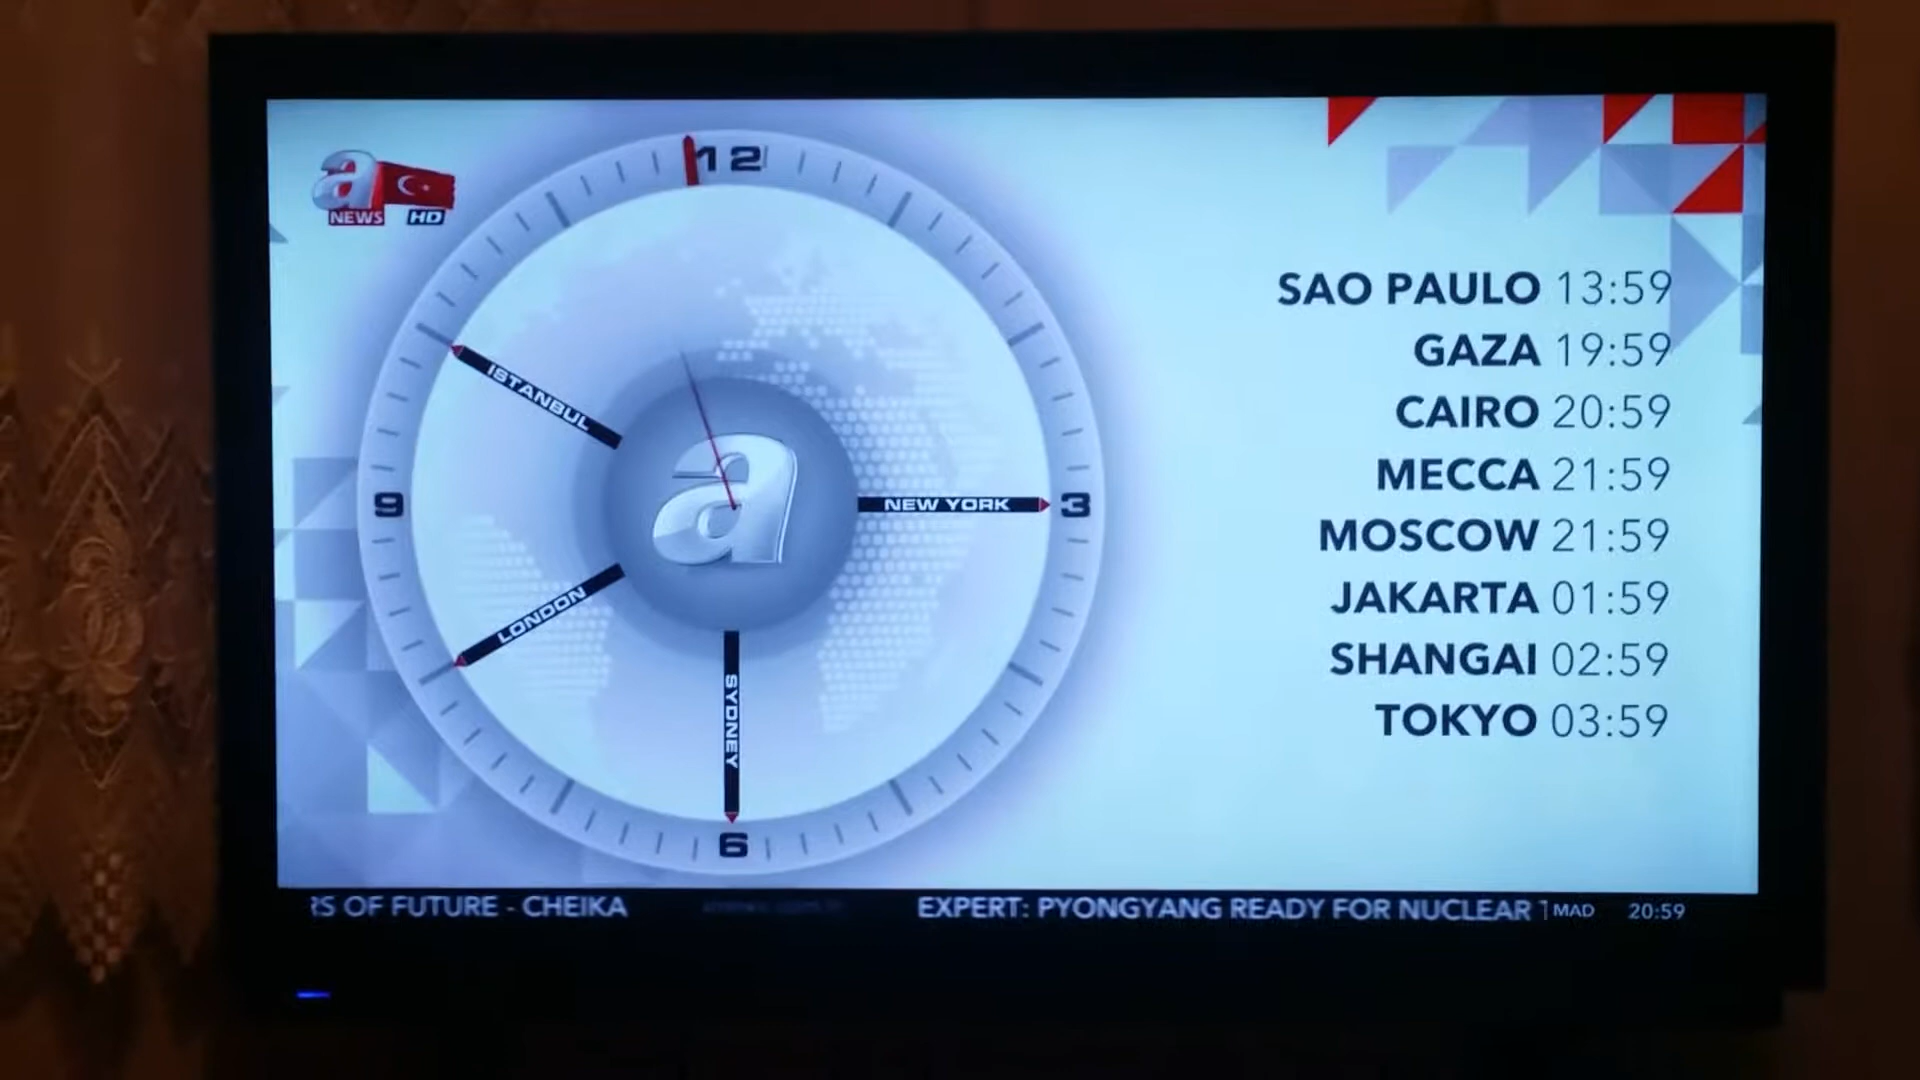 a
NEWS HD
12
ISTANBUL
9
NEW YORK
3
LONDON
SYDNEY
6
a
SAO PAULO 13:59
GAZA 19:59
CAIRO 20:59
MECCA 21:59
MOSCOW 21:59
JAKARTA 01:59
SHANGAI 02:59
TOKYO 03:59
OF FUTURE - CHEIKA
EXPERT: PYONGYANG READY FOR NUCLEAR
MAD 20:59